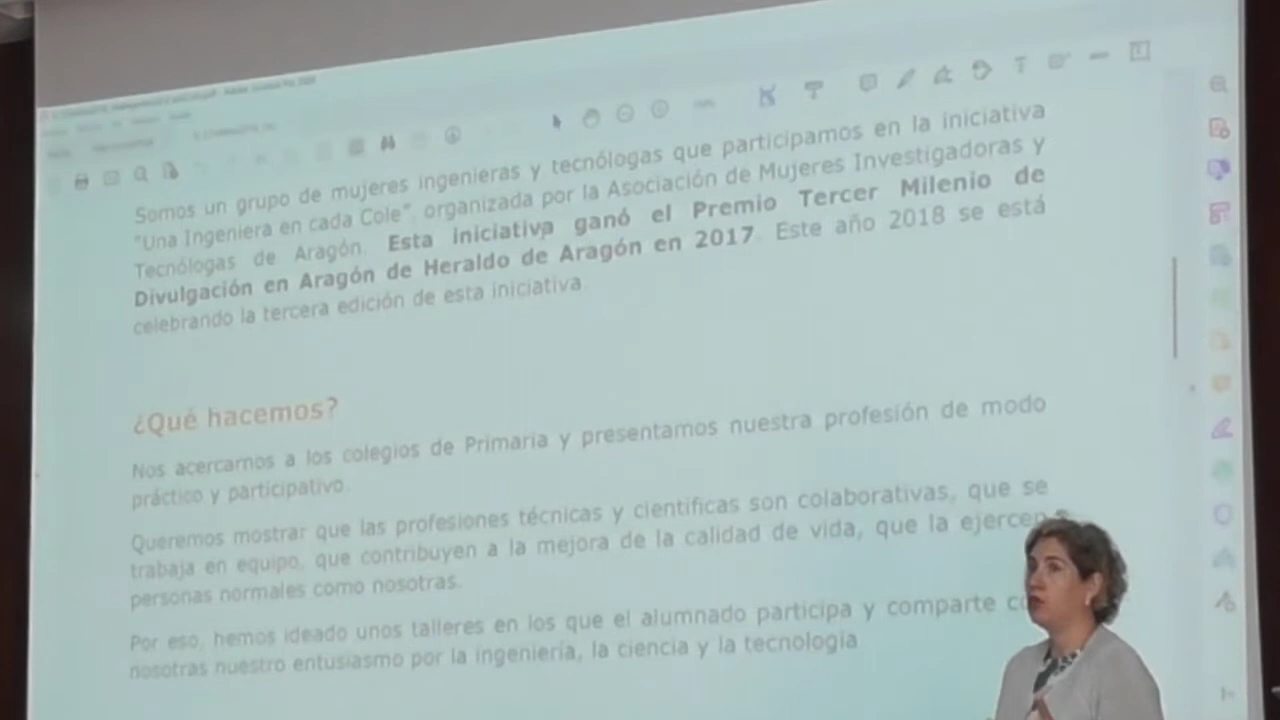 Somos un grupo de mujeres ingenieras y tecnólogas que participamos en la iniciativa
"Una Ingeniera en cada Cole", organizada por la Asociación de Mujeres Investigadoras y
Tecnólogas de Aragón. Esta iniciativa ganó el Premio Tercer Milenio de
Divulgación en Aragón de Heraldo de Aragón en 2017. Este año 2018 se está
celebrando la tercera edición de esta iniciativa.
¿Qué hacemos?
Nos acercamos a los colegios de Primaria y presentamos nuestra profesión de modo
práctico y participativo.
Queremos mostrar que las profesiones técnicas y científicas son colaborativas, que se
trabaja en equipo, que contribuyen a la mejora de la calidad de vida, que la ejercen
personas normales como nosotras.
Por eso, hemos ideado unos talleres en los que el alumnado participa y comparte
nosotras nuestro entusiasmo por la ingeniería, la ciencia y la tecnología